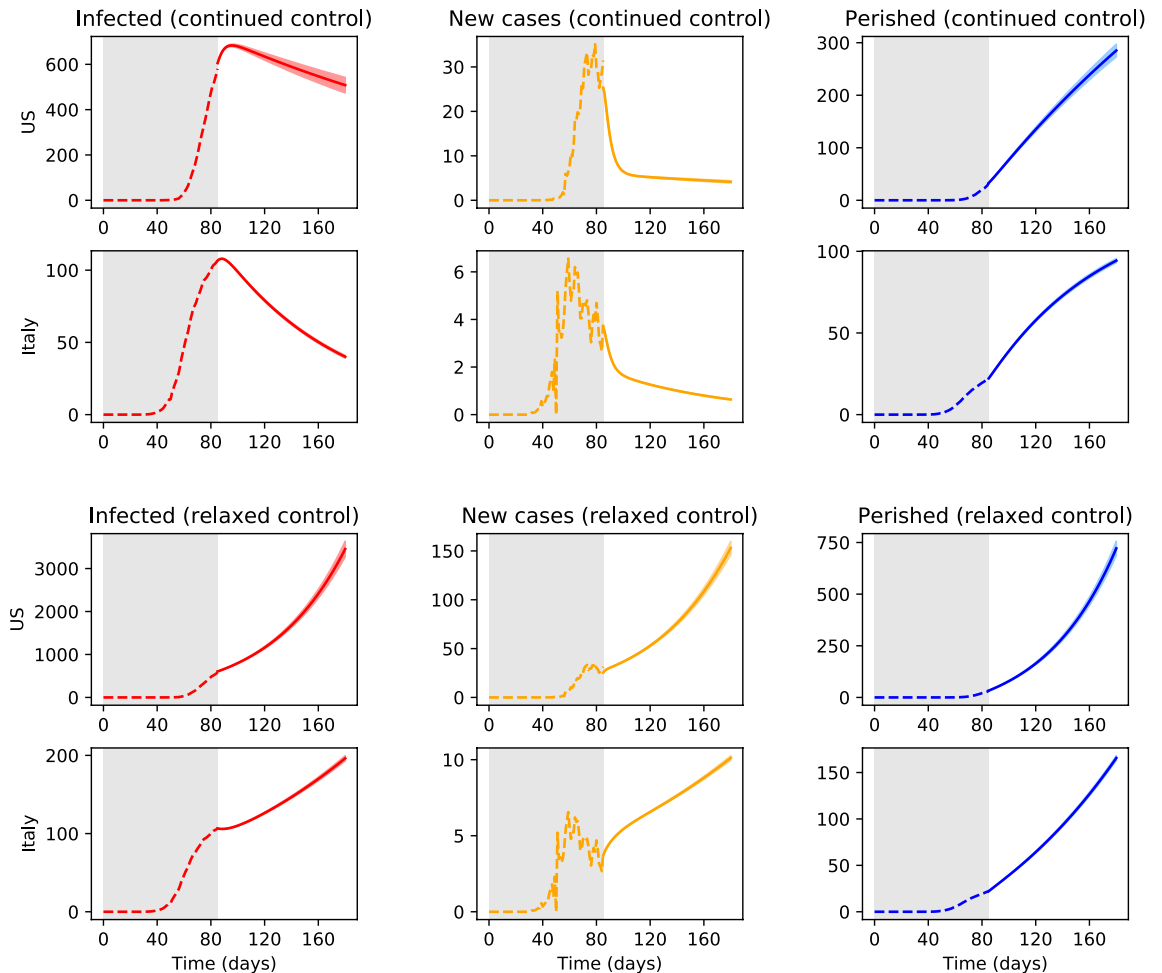 Infected (continued control) New cases (continued control) Perished (continued control)
US
600
400
200
0
0 40 80 120 160
30
20
10
0
0 40 80 120 160
300
200
100
0
0 40 80 120 160
Italy
100
50
0
0 40 80 120 160
6
4
2
0
0 40 80 120 160
100
50
0
0 40 80 120 160
Infected (relaxed control) New cases (relaxed control) Perished (relaxed control)
US
3000
2000
1000
0
0 40 80 120 160
150
100
50
0
0 40 80 120 160
750
500
250
0
0 40 80 120 160
Italy
200
100
0
0 40 80 120 160
Time (days)
10
5
0
0 40 80 120 160
Time (days)
150
100
50
0
0 40 80 120 160
Time (days)